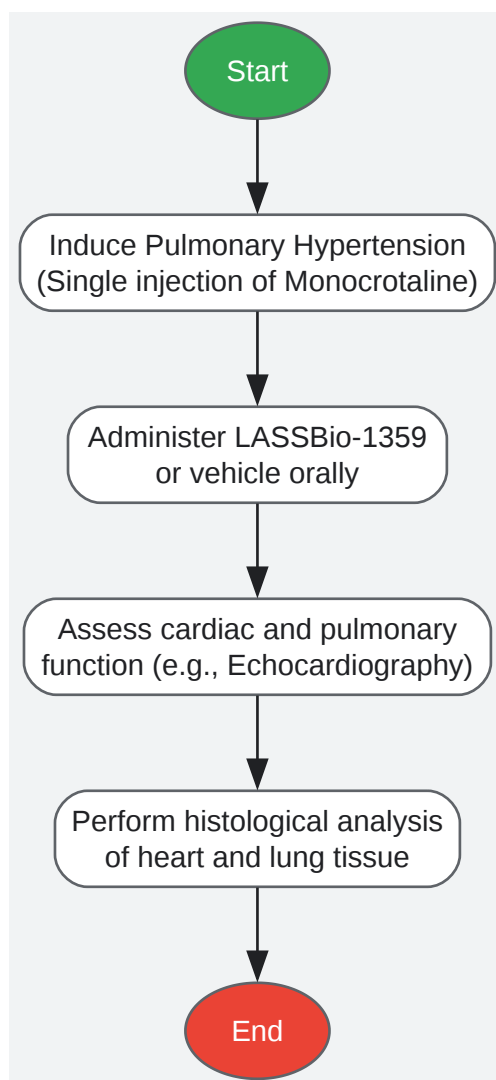 Start
Induce Pulmonary Hypertension
(Single injection of Monocrotaline)
Administer LASSBio-1359
or vehicle orally
Assess cardiac and pulmonary
function (e.g., Echocardiography)
Perform histological analysis
of heart and lung tissue
End